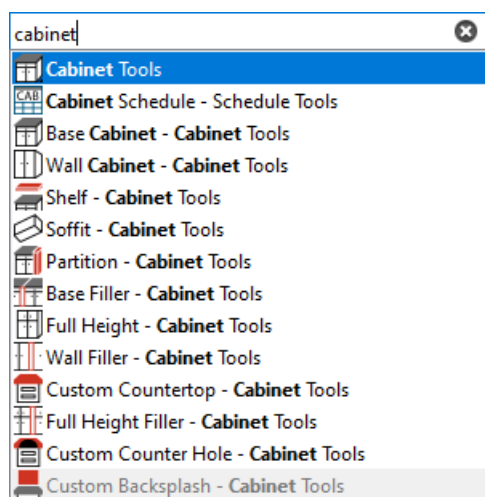 cabinet
Cabinet Tools
CAB Cabinet Schedule - Schedule Tools
Base Cabinet - Cabinet Tools
Wall Cabinet - Cabinet Tools
Shelf - Cabinet Tools
Soffit - Cabinet Tools
Partition - Cabinet Tools
Base Filler - Cabinet Tools
Full Height - Cabinet Tools
Wall Filler - Cabinet Tools
Custom Countertop - Cabinet Tools
Full Height Filler - Cabinet Tools
Custom Counter Hole - Cabinet Tools
Custom Backsplash - Cabinet Tools